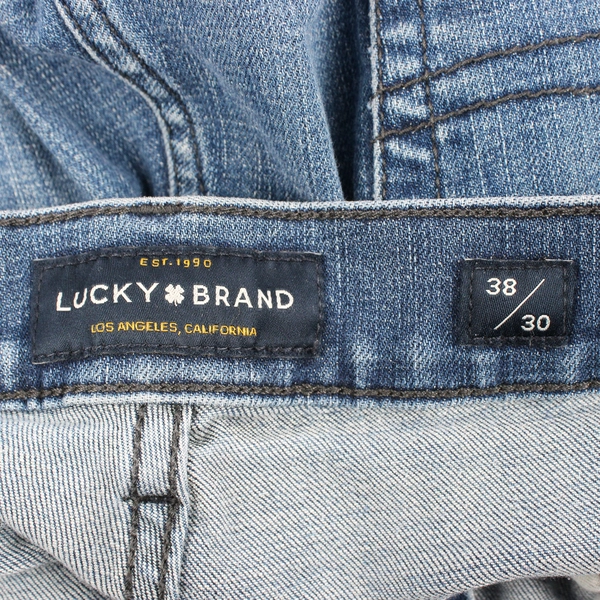 EST. 1990
LUCKY BRAND
LOS ANGELES, CALIFORNIA
38/30